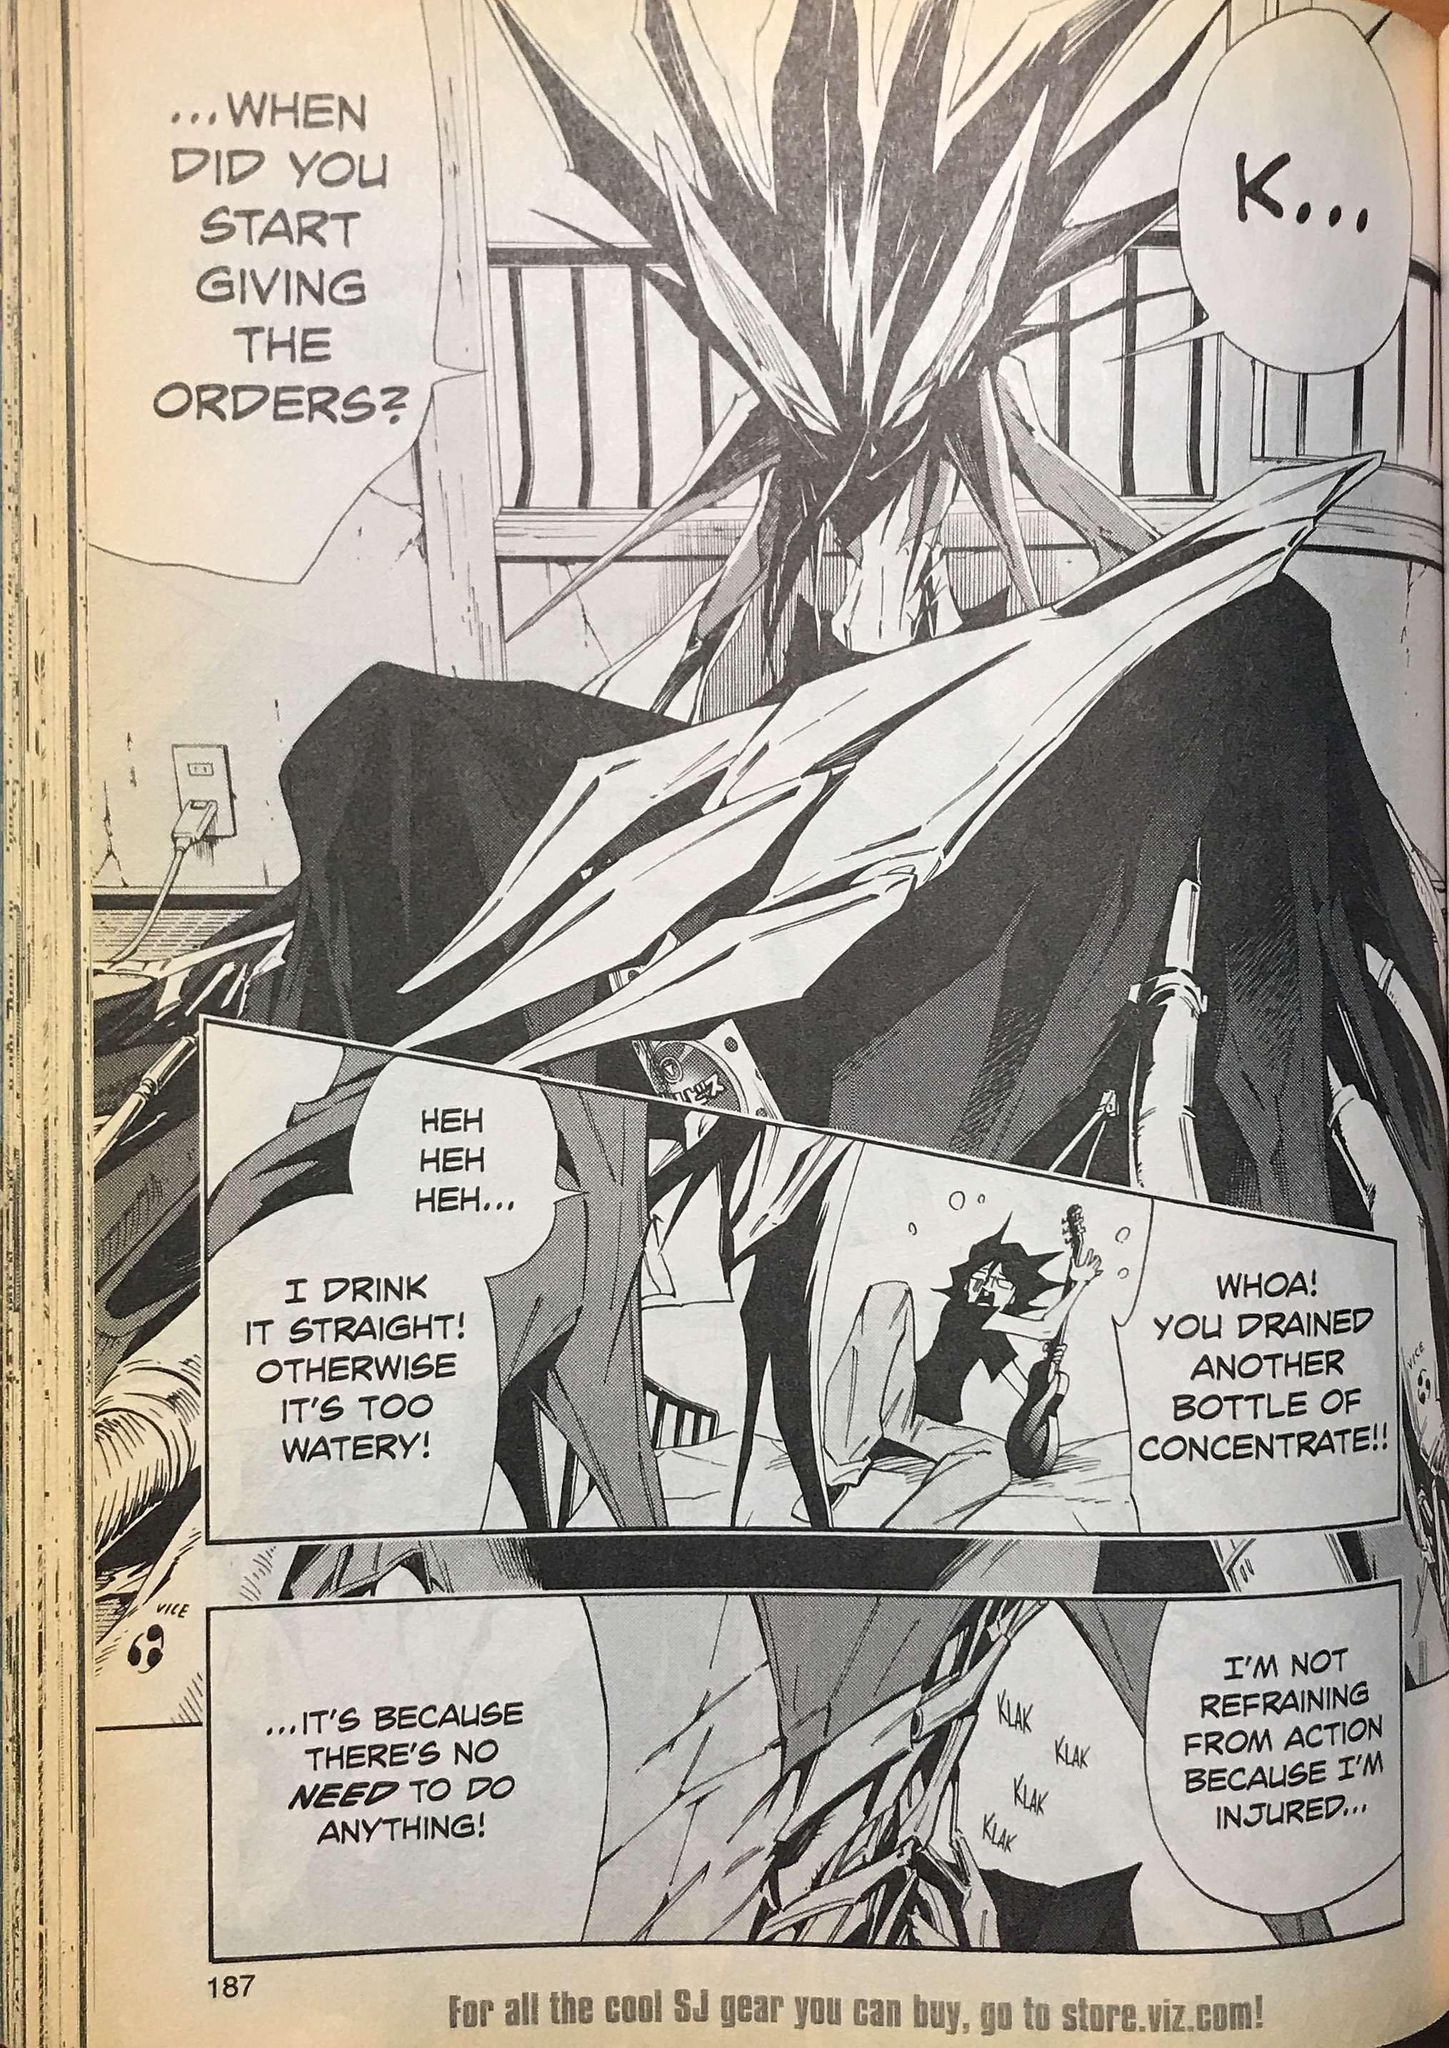 K...
...WHEN
DID YOU
START
GIVING
THE
ORDERS?
WHOA!
YOU DRAINED
ANOTHER
BOTTLE OF
CONCENTRATE!!
HEH
HEH
HEH...
I DRINK
IT STRAIGHT!
OTHERWISE
IT'S TOO
WATERY!
VICE
VICE
I'M NOT
REFRAINING
FROM ACTION
BECAUSE I'M
INJURED...
KLAK
KLAK
KLAK
KLAK
...IT'S BECAUSE
THERE'S NO
NEED TO DO
ANYTHING!
187
For all the cool SJ gear you can buy, go to store.viz.com!